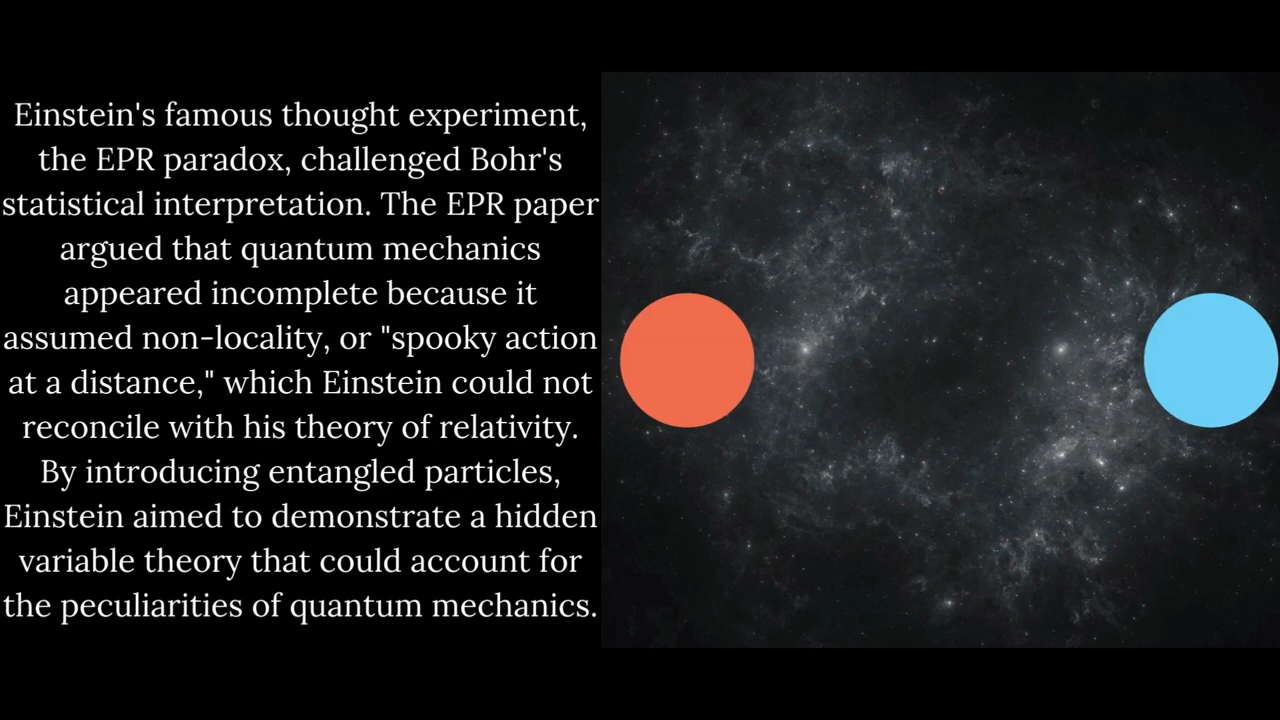 Einstein's famous thought experiment,
the EPR paradox, challenged Bohr's
statistical interpretation. The EPR paper
argued that quantum mechanics
appeared incomplete because it
assumed non-locality, or "spooky action
at a distance," which Einstein could not
reconcile with his theory of relativity.
By introducing entangled particles,
Einstein aimed to demonstrate a hidden
variable theory that could account for
the peculiarities of quantum mechanics.